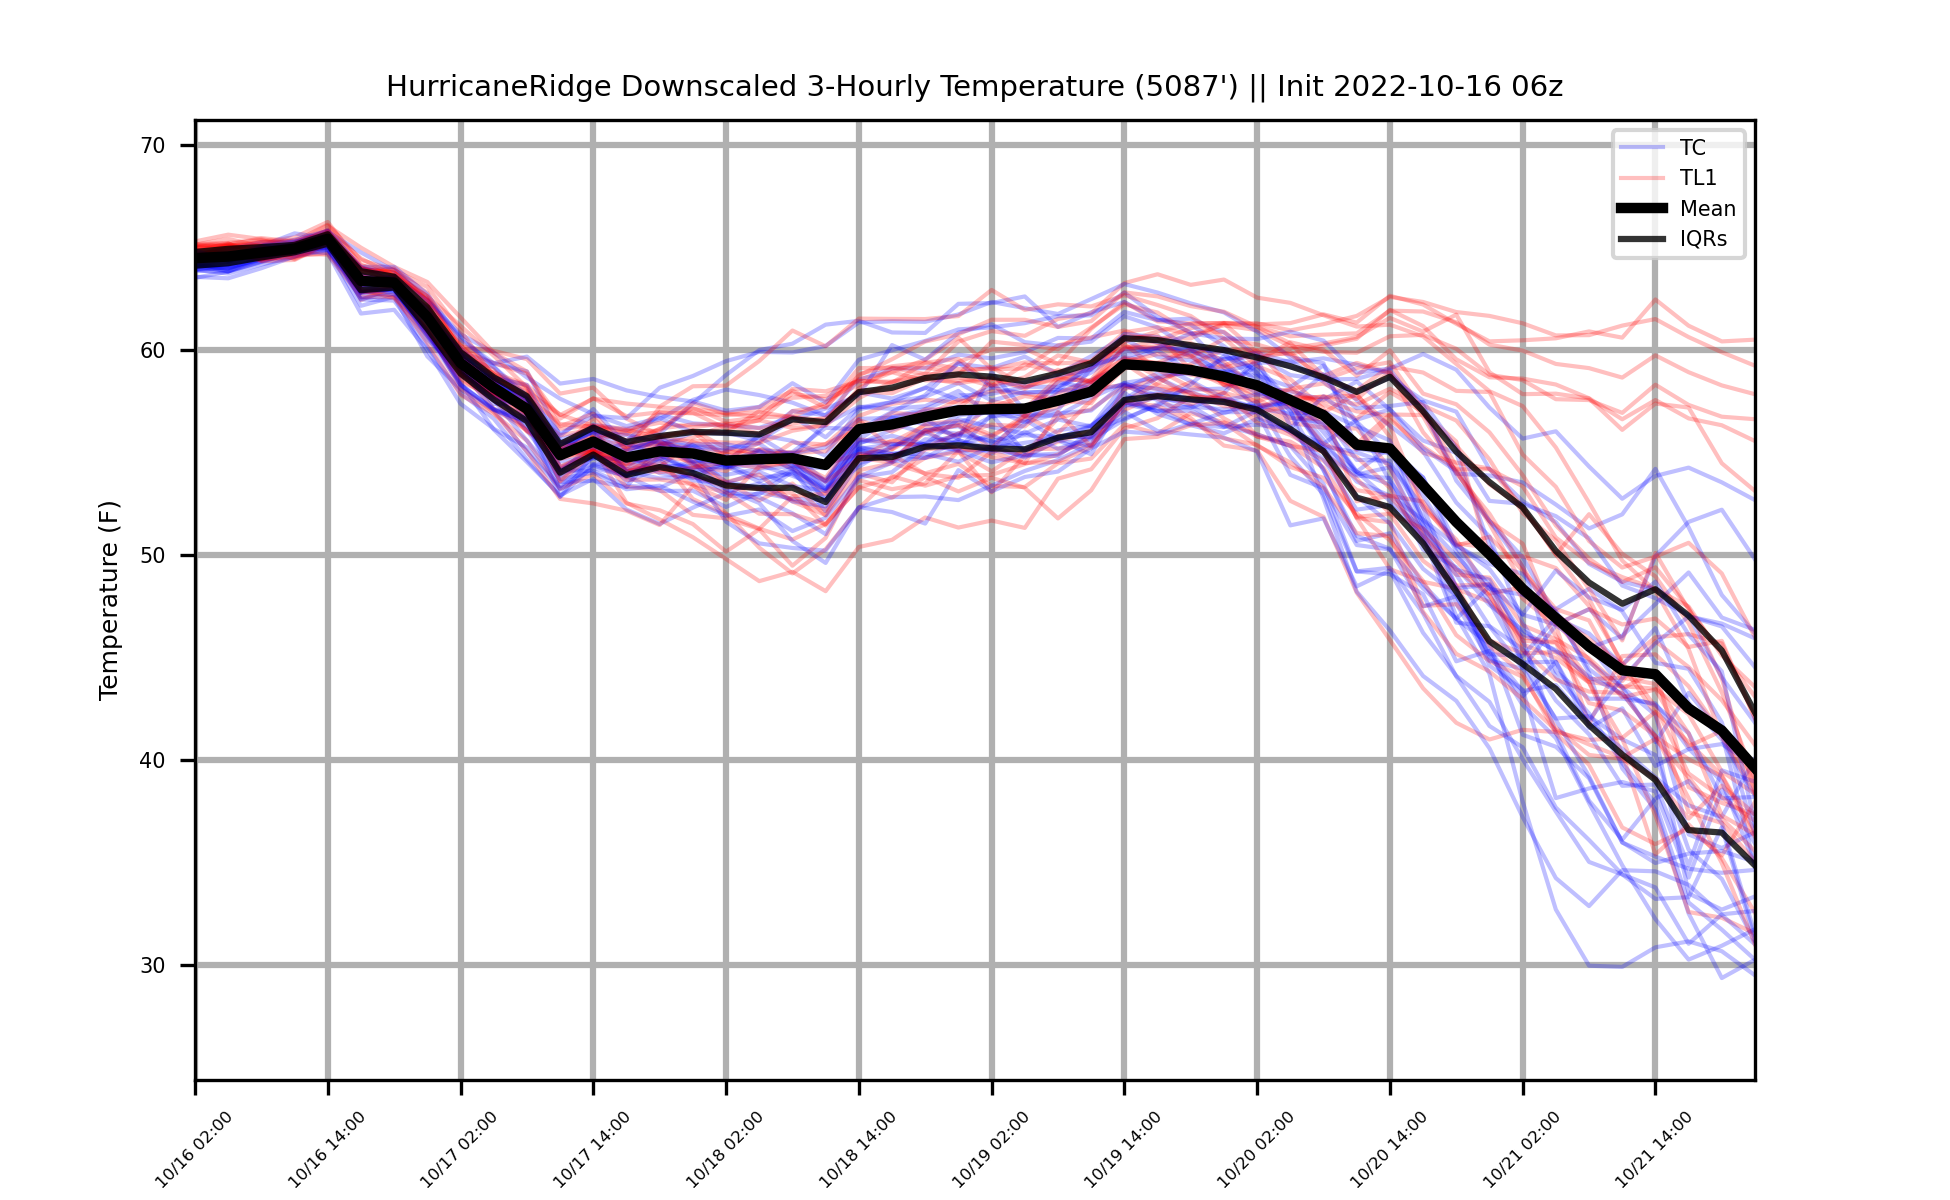 HurricaneRidge Downscaled 3-Hourly Temperature (5087') || Init 2022-10-16 06z
TC
TL1
Mean
IQRs
Temperature (F)
70
60
50
40
30
10/16 02:00
10/16 14:00
10/17 02:00
10/17 14:00
10/18 02:00
10/18 14:00
10/19 02:00
10/19 14:00
10/20 02:00
10/20 14:00
10/21 02:00
10/21 14:00